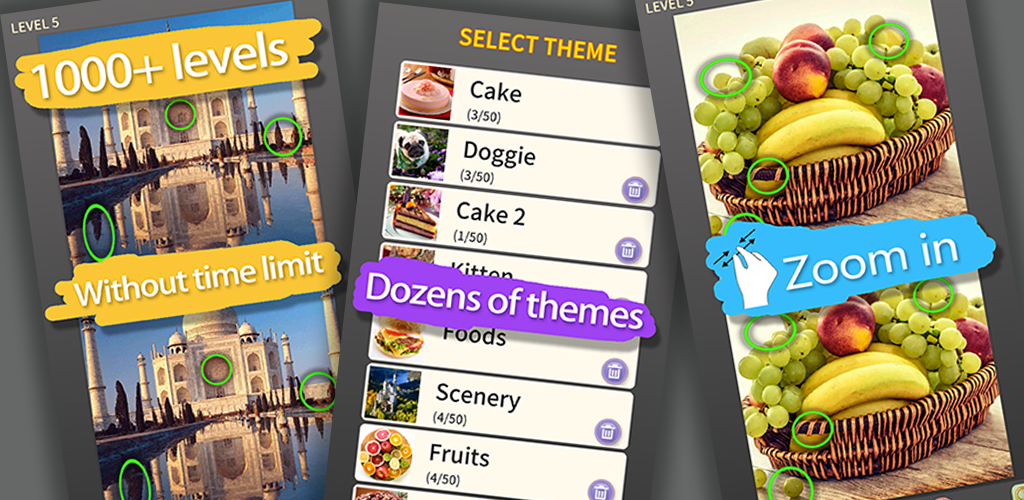 LEVEL 5
1000+ levels
Without time limit
SELECT THEME
Cake
(3/50)
Doggie
(3/50)
Cake 2
(1/50)
Kitten
Dozens of themes
Foods
Scenery
(4/50)
Fruits
(4/50)
LEVEL 5
Zoom in